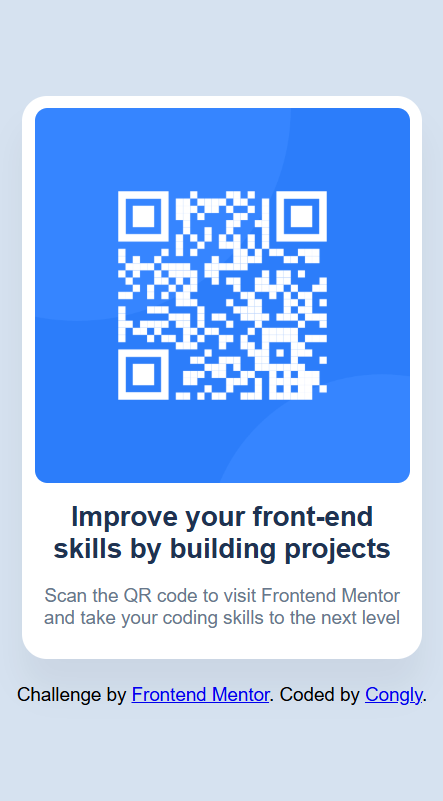 Improve your front-end
skills by building projects
Scan the QR code to visit Frontend Mentor
and take your coding skills to the next level
Challenge by Frontend Mentor. Coded by Congly.